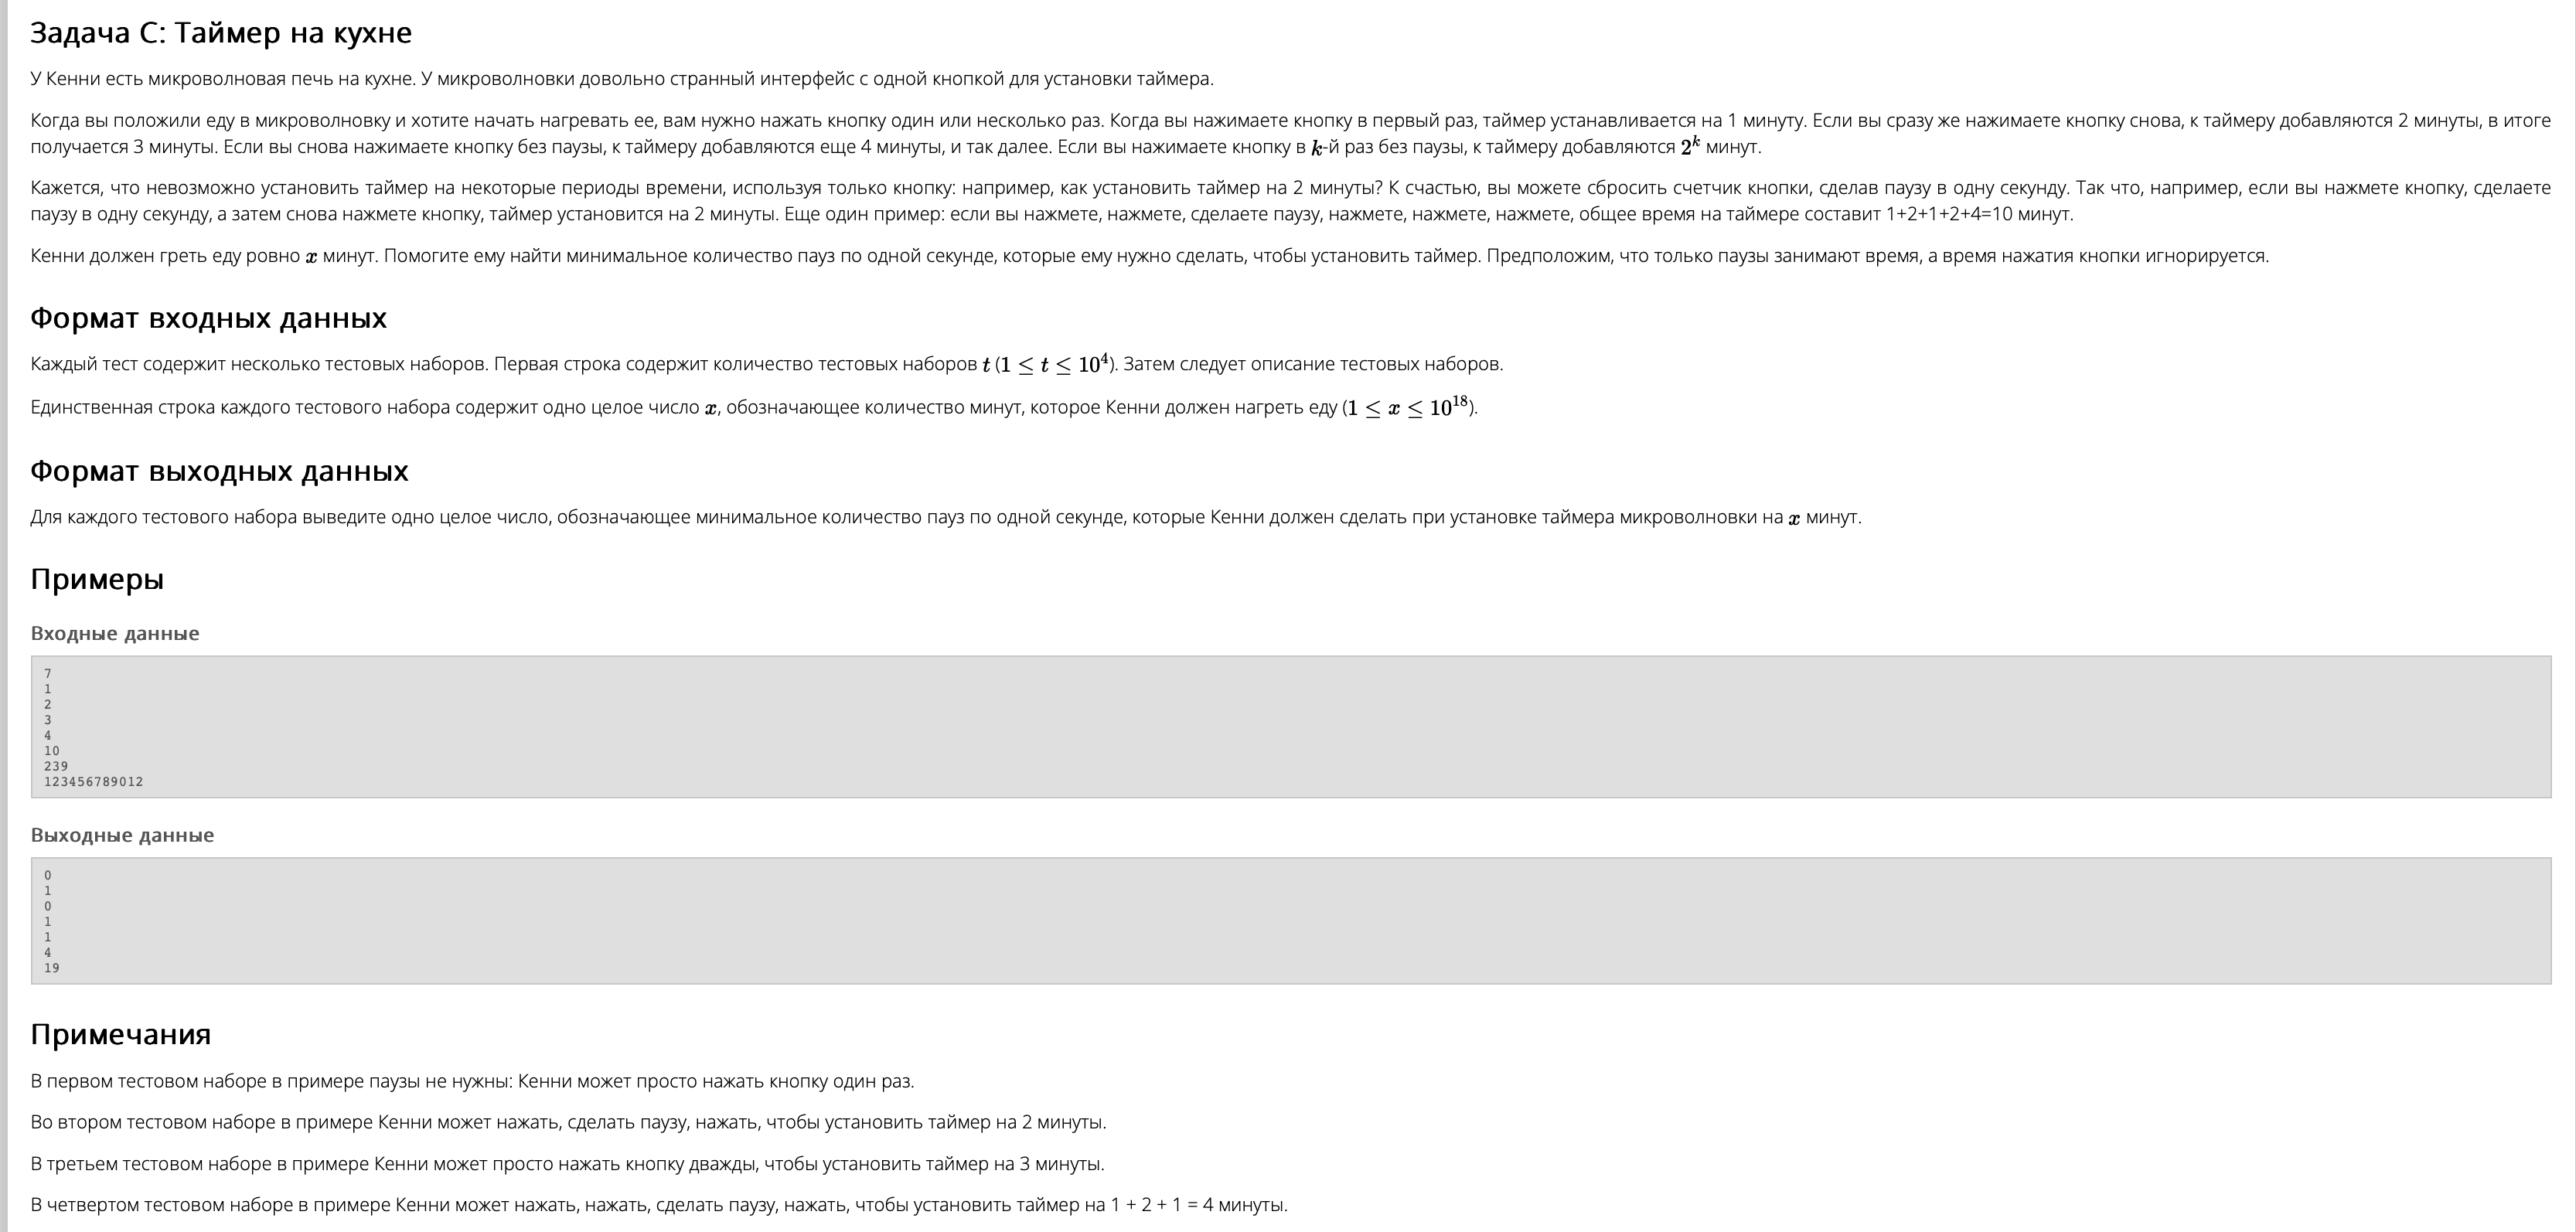 Задача C: Таймер на кухне
У Кенни есть микроволновая печь на кухне. У микроволновки довольно странный интерфейс с одной кнопкой для установки таймера.
Когда вы положили еду в микроволновку и хотите начать нагревать ее, вам нужно нажать кнопку один или несколько раз. Когда вы нажимаете кнопку в первый раз, таймер устанавливается на 1 минуту. Если вы сразу же нажимаете кнопку снова, к таймеру добавляются 2 минуты, в итоге
получается 3 минуты. Если вы снова нажимаете кнопку без паузы, к таймеру добавляются еще 4 минуты, и так далее. Если вы нажимаете кнопку в k-й раз без паузы, к таймеру добавляются 2^k минут.
Кажется, что невозможно установить таймер на некоторые периоды времени, используя только кнопку: например, как установить таймер на 2 минуты? К счастью, вы можете сбросить счетчик кнопки, сделав паузу в одну секунду. Так что, например, если вы нажмете кнопку, сделаете
паузу в одну секунду, а затем снова нажмете кнопку, таймер установится на 2 минуты. Еще один пример: если вы нажмете, нажмете, сделаете паузу, нажмете, нажмете, нажмете, общее время на таймере составит 1+2+1+2+4=10 минут.
Кенни должен греть еду ровно x минут. Помогите ему найти минимальное количество пауз по одной секунде, которые ему нужно сделать, чтобы установить таймер. Предположим, что только паузы занимают время, а время нажатия кнопки игнорируется.
Формат входных данных
Каждый тест содержит несколько тестовых наборов. Первая строка содержит количество тестовых наборов t (1 ≤ t ≤ 10^4). Затем следует описание тестовых наборов.
Единственная строка каждого тестового набора содержит одно целое число x, обозначающее количество минут, которое Кенни должен нагреть еду (1 ≤ x ≤ 10^18).
Формат выходных данных
Для каждого тестового набора выведите одно целое число, обозначающее минимальное количество пауз по одной секунде, которые Кенни должен сделать при установке таймера микроволновки на x минут.
Примеры
Входные данные
7
1
2
3
4
10
239
123456789012
Выходные данные
0
1
0
1
1
4
19
Примечания
В первом тестовом наборе в примере паузы не нужны: Кенни может просто нажать кнопку один раз.
Во втором тестовом наборе в примере Кенни может нажать, сделать паузу, нажать, чтобы установить таймер на 2 минуты.
В третьем тестовом наборе в примере Кенни может просто нажать кнопку дважды, чтобы установить таймер на 3 минуты.
В четвертом тестовом наборе в примере Кенни может нажать, нажать, сделать паузу, нажать, чтобы установить таймер на 1 + 2 + 1 = 4 минуты.